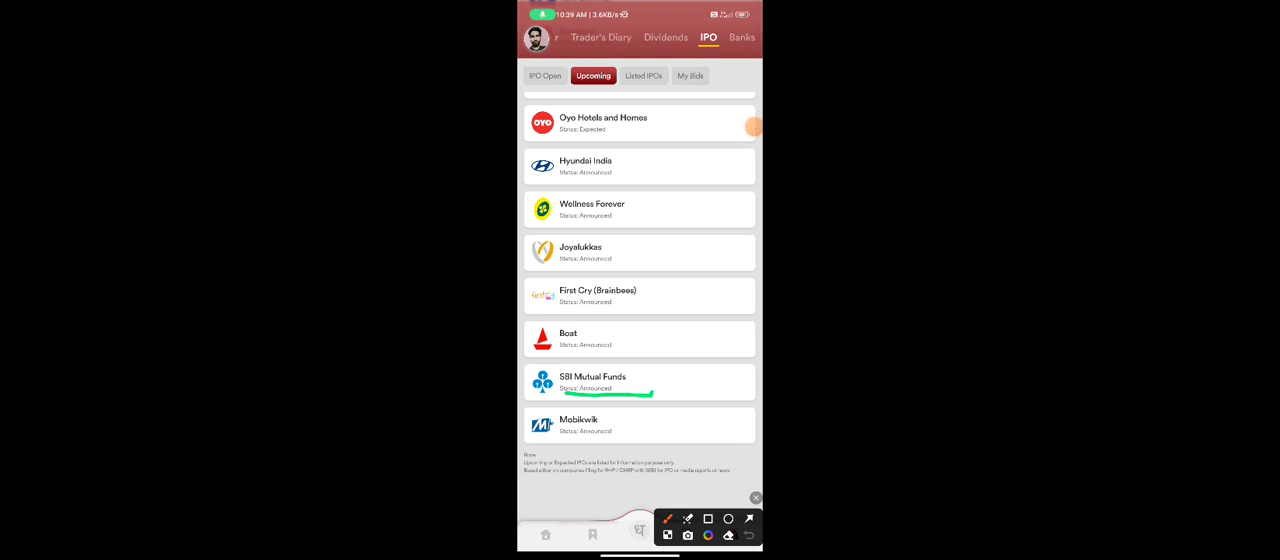 10:39 AM | 3.6KB/s
Trader's Diary Dividends IPO Banks
IPO Open Upcoming Listed IPOs My Bids
OYO
Oyo Hotels and Homes
Status: Expected
Hyundai India
Status: Announced
Wellness Forever
Status: Announced
Joyalukkas
Status: Announced
First Cry (Brainbees)
Status: Announced
Boat
Status: Announced
SBI Mutual Funds
Status: Announced
Mobikwik
Status: Announced
Note:
Upcoming or Expected IPOs are listed for information purpose only.
Based either on companies filing for RHP / DHRP with SEBI for IPO or media reports or news
ध